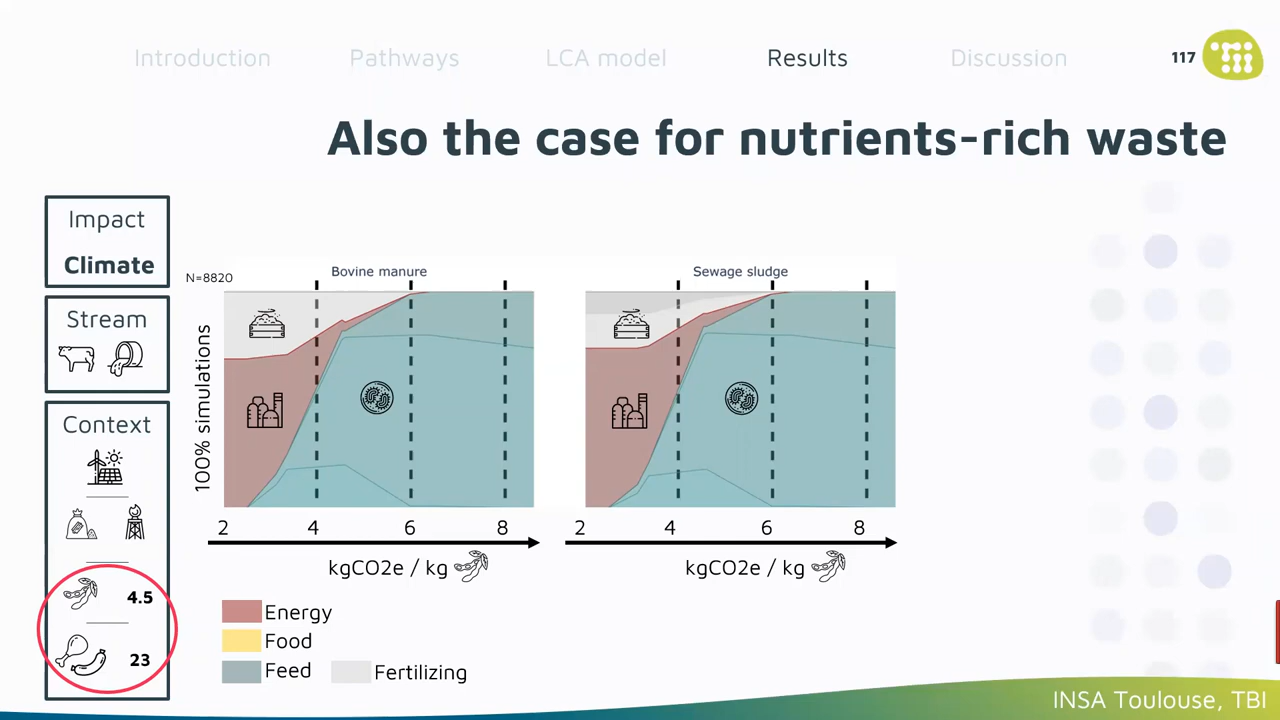 Introduction Pathways LCA model Results Discussion 117
Also the case for nutrients-rich waste
Impact
Climate
Stream
Context
4.5
23
N=8820
Bovine manure
Sewage sludge
100% simulations
2 4 6 8
2 4 6 8
kgCO2e / kg
kgCO2e / kg
Energy
Food
Feed
Fertilizing
INSA Toulouse, TBI